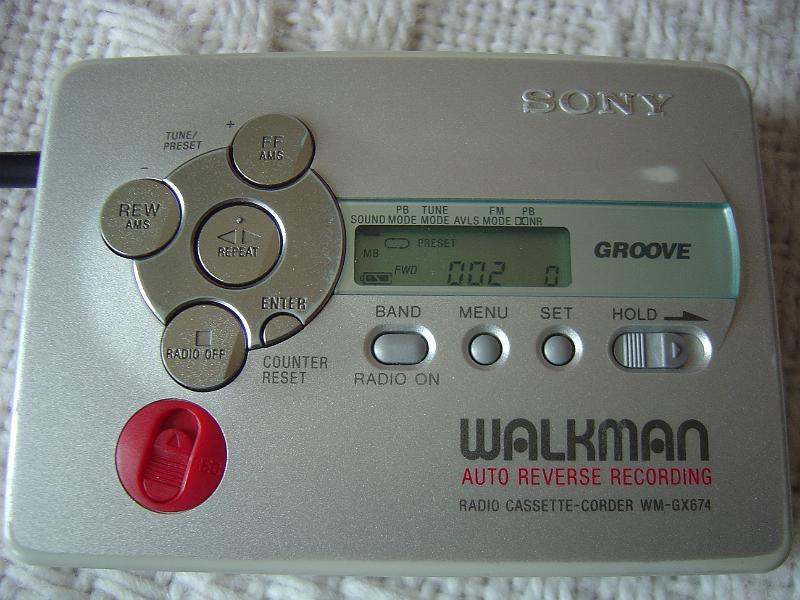 SONY
+
TUNE/
PRESET
-
FF
AMS
REW
AMS
REPEAT
ENTER
RADIO OFF
COUNTER
RESET
PB TUNE FM PB
SOUND MODE MODE AVLS MODE NR
PRESET
MB
FWD
002 0
GROOVE
BAND MENU SET HOLD
RADIO ON
REC
WALKMAN
AUTO REVERSE RECORDING
RADIO CASSETTE-CORDER WM-GX674